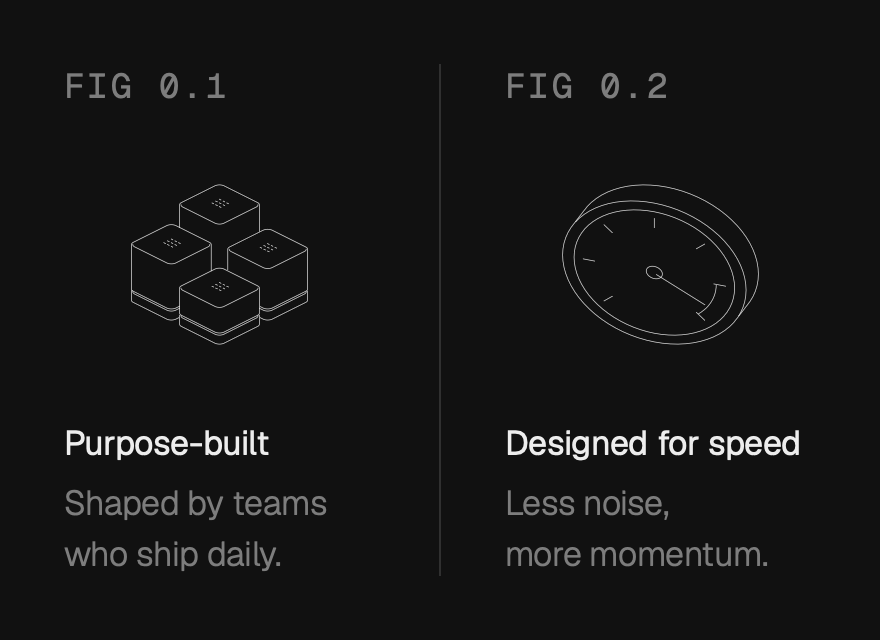 FIG 0.1
Purpose-built
Shaped by teams
who ship daily.
FIG 0.2
Designed for speed
Less noise,
more momentum.